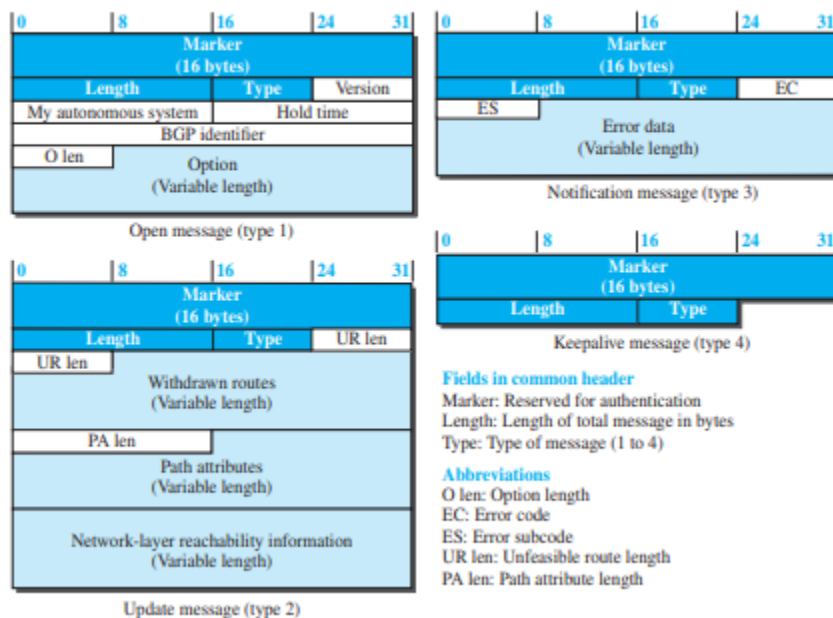 0 8 16 24 31
Marker
(16 bytes)
Length Type Version
My autonomous system Hold time
BGP identifier
O len
Option
(Variable length)
Open message (type 1)
0 8 16 24 31
Marker
(16 bytes)
Length Type EC
ES
Error data
(Variable length)
Notification message (type 3)
0 8 16 24 31
Marker
(16 bytes)
Length Type UR len
UR len
Withdrawn routes
(Variable length)
PA len
Path attributes
(Variable length)
Network-layer reachability information
(Variable length)
Update message (type 2)
0 8 16 24 31
Marker
(16 bytes)
Length Type
Keepalive message (type 4)
Fields in common header
Marker: Reserved for authentication
Length: Length of total message in bytes
Type: Type of message (1 to 4)
Abbreviations
O len: Option length
EC: Error code
ES: Error subcode
UR len: Unfeasible route length
PA len: Path attribute length